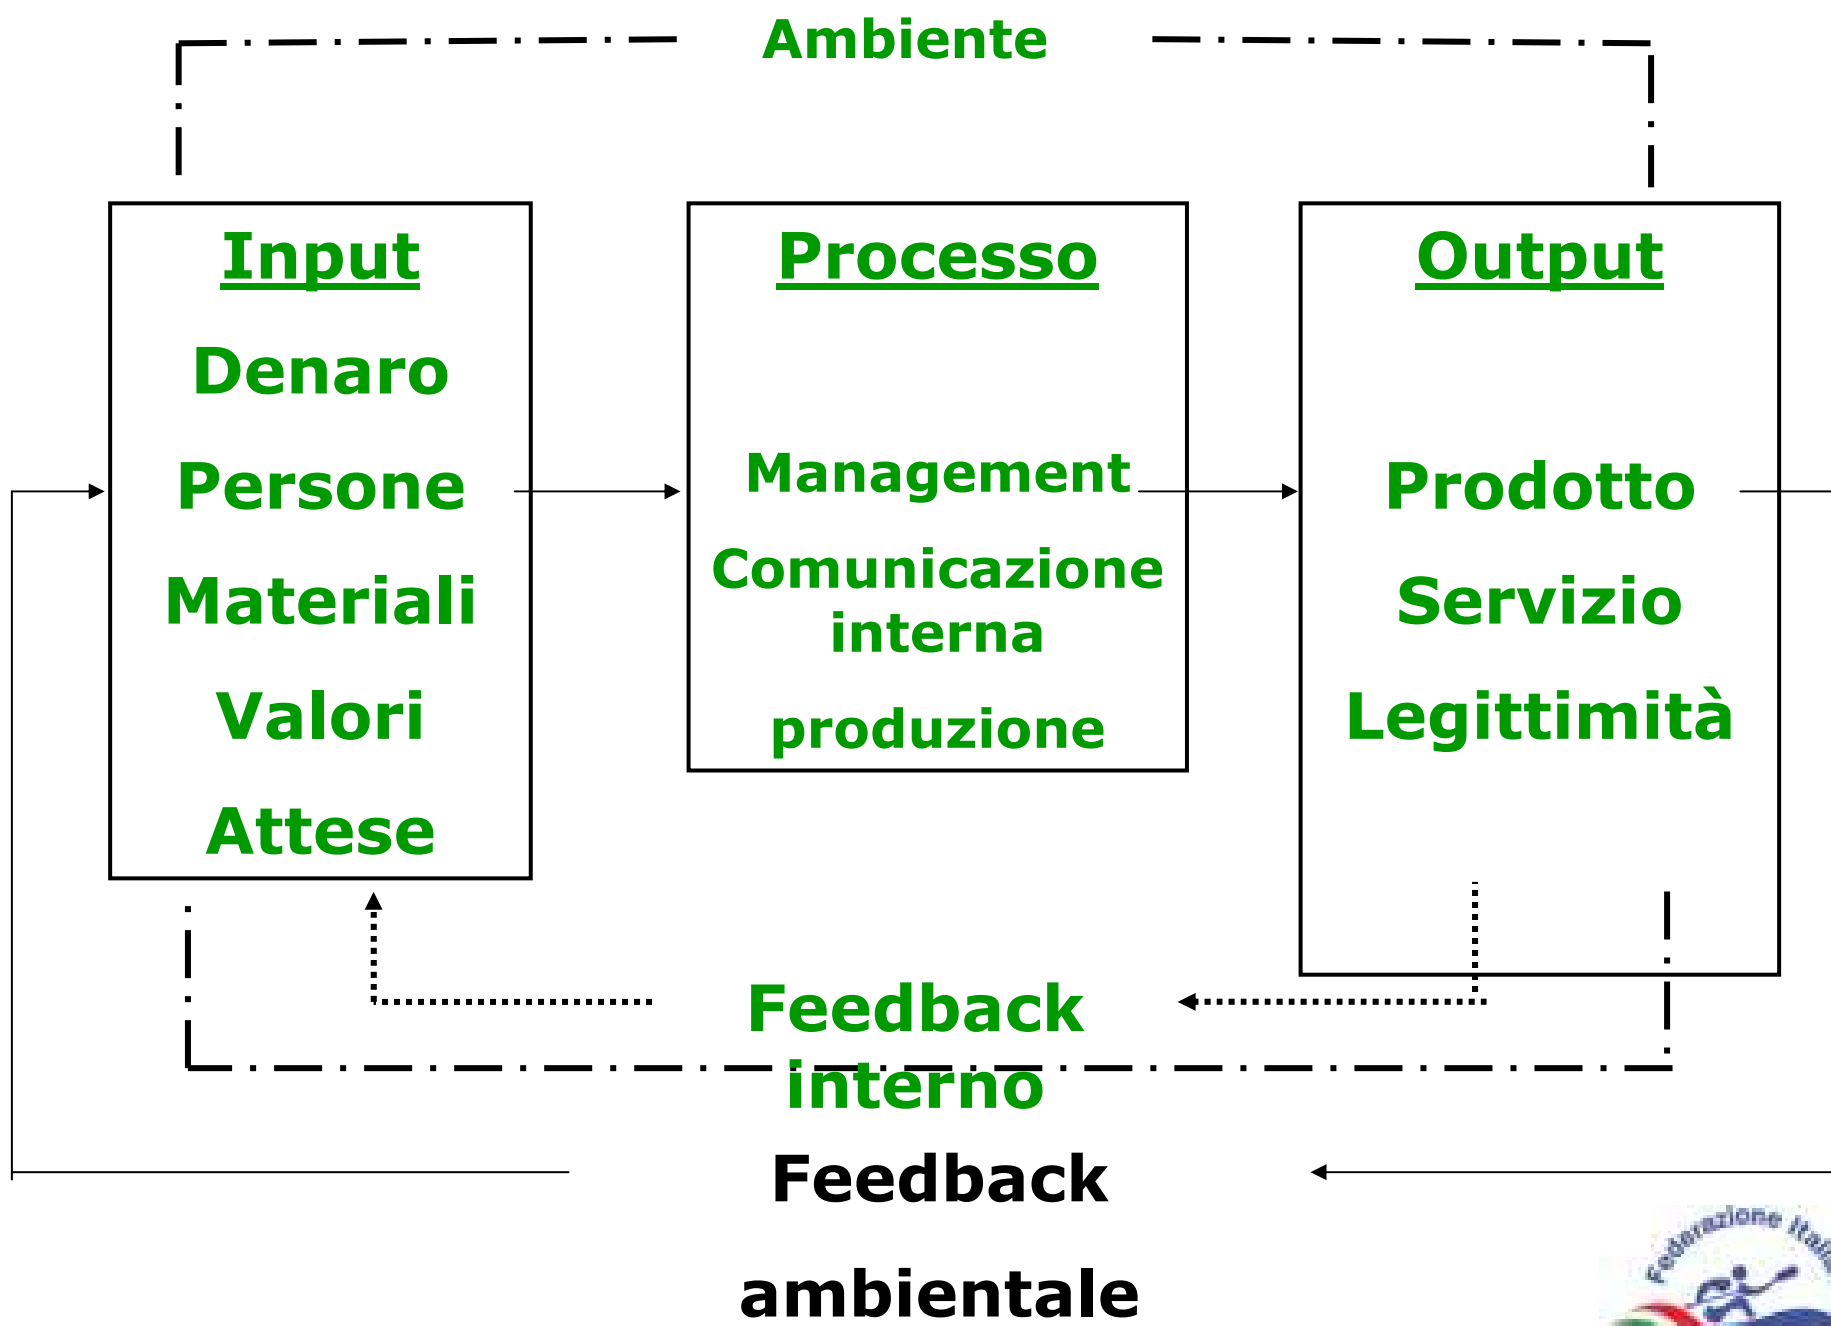 Ambiente
Input
Denaro
Persone
Materiali
Valori
Attese
Processo
Management
Comunicazione
interna
produzione
Output
Prodotto
Servizio
Legittimità
Feedback
interno
Feedback
ambientale
Federazione